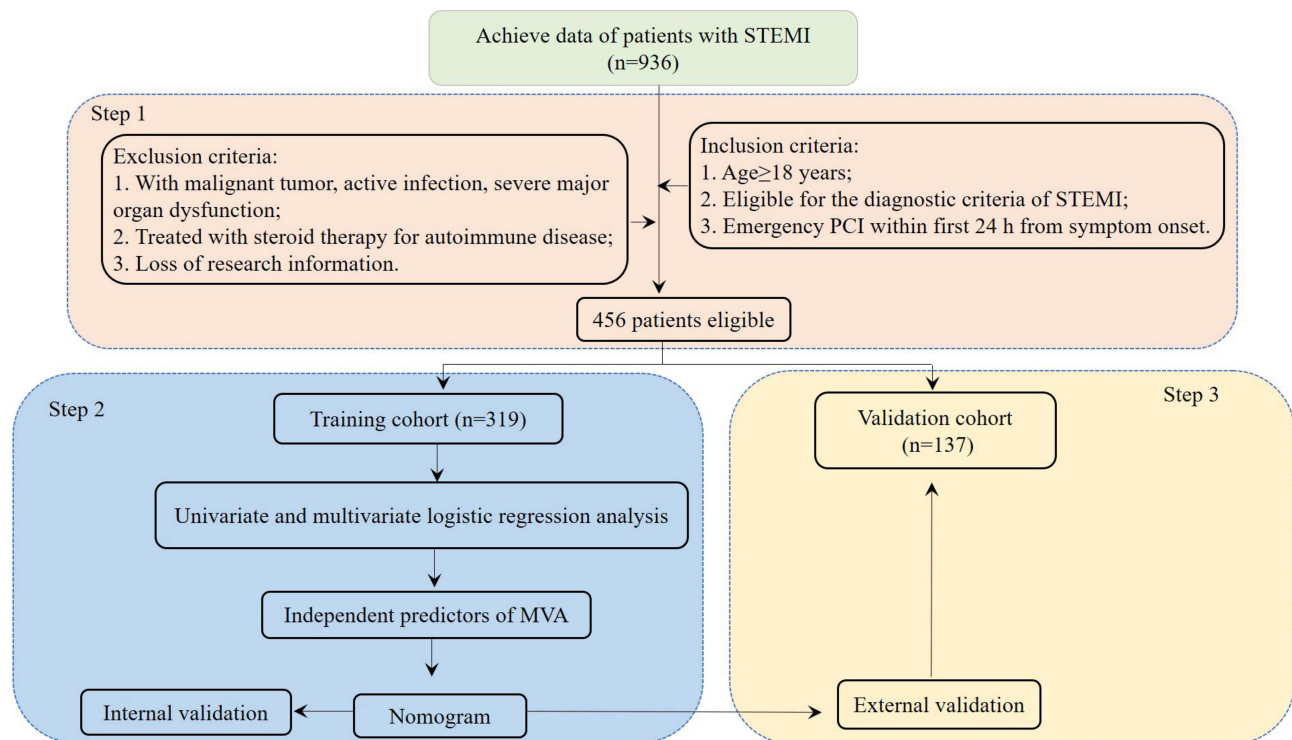 Achieve data of patients with STEMI
(n=936)
Step 1
Exclusion criteria:
1. With malignant tumor, active infection, severe major
organ dysfunction;
2. Treated with steroid therapy for autoimmune disease;
3. Loss of research information.
Inclusion criteria:
1. Age≥18 years;
2. Eligible for the diagnostic criteria of STEMI;
3. Emergency PCI within first 24 h from symptom onset.
456 patients eligible
Step 2
Training cohort (n=319)
Univariate and multivariate logistic regression analysis
Independent predictors of MVA
Internal validation
Nomogram
Step 3
Validation cohort
(n=137)
External validation